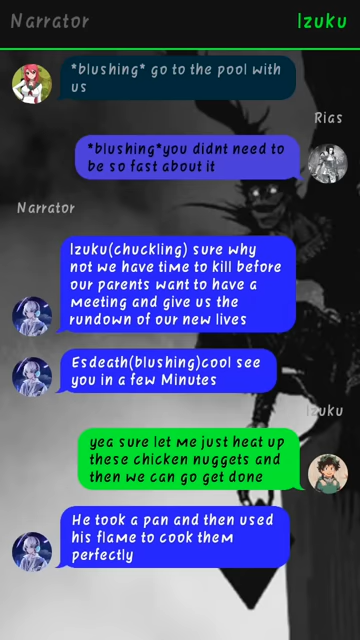 Narrator
Izuku
*blushing* go to the pool with
us
Rias
*blushing*you didnt need to
be so fast about it
Narrator
Izuku(chuckling) sure why
not we have time to kill before
our parents want to have a
meeting and give us the
rundown of our new lives
Esdeath(blushing)cool see
you in a few Minutes
Izuku
yea sure let me just heat up
these chicken nuggets and
then we can go get done
He took a pan and then used
his flame to cook them
perfectly